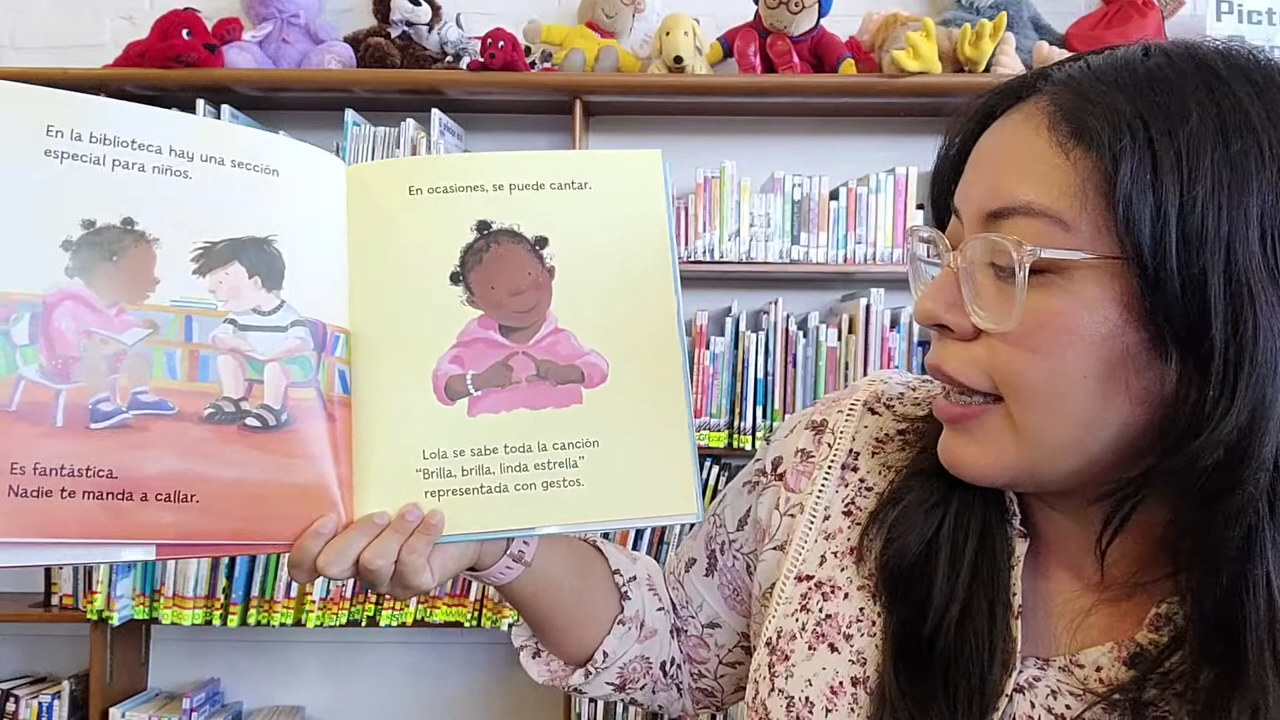 En la biblioteca hay una sección
especial para niños.
Es fantástica.
Nadie te manda a callar.
En ocasiones, se puede cantar.
Lola se sabe toda la canción
“Brilla, brilla, linda estrella”
representada con gestos.
Pict